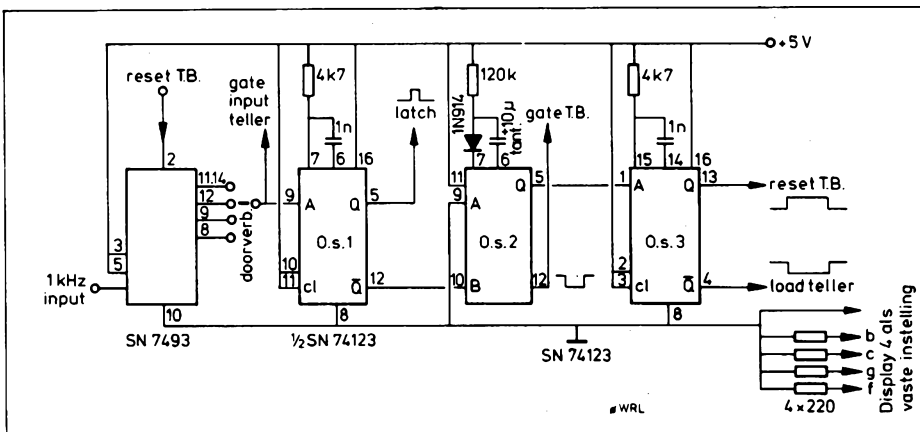 +5V
reset T.B.
gate
input
teller
4k7
1n
latch
120k
1N914
+10µ
tant.
gate T.B.
4k7
1n
2
11.14
12
9
8
3
5
10
1kHz
input
SN 7493
doorverb.
7
6
16
9
A
Q
5
O.s.1
10
11
cl
Q̅
12
8
½SN 74123
7
6
11
9
A
Q
5
O.s.2
10
B
12
SN 74123
15
14
16
1
A
Q
13
O.s.3
2
3
cl
Q̅
4
8
reset T.B.
load teller
b
c
g
f
4x220
Display 4 als
vaste instelling
WRL